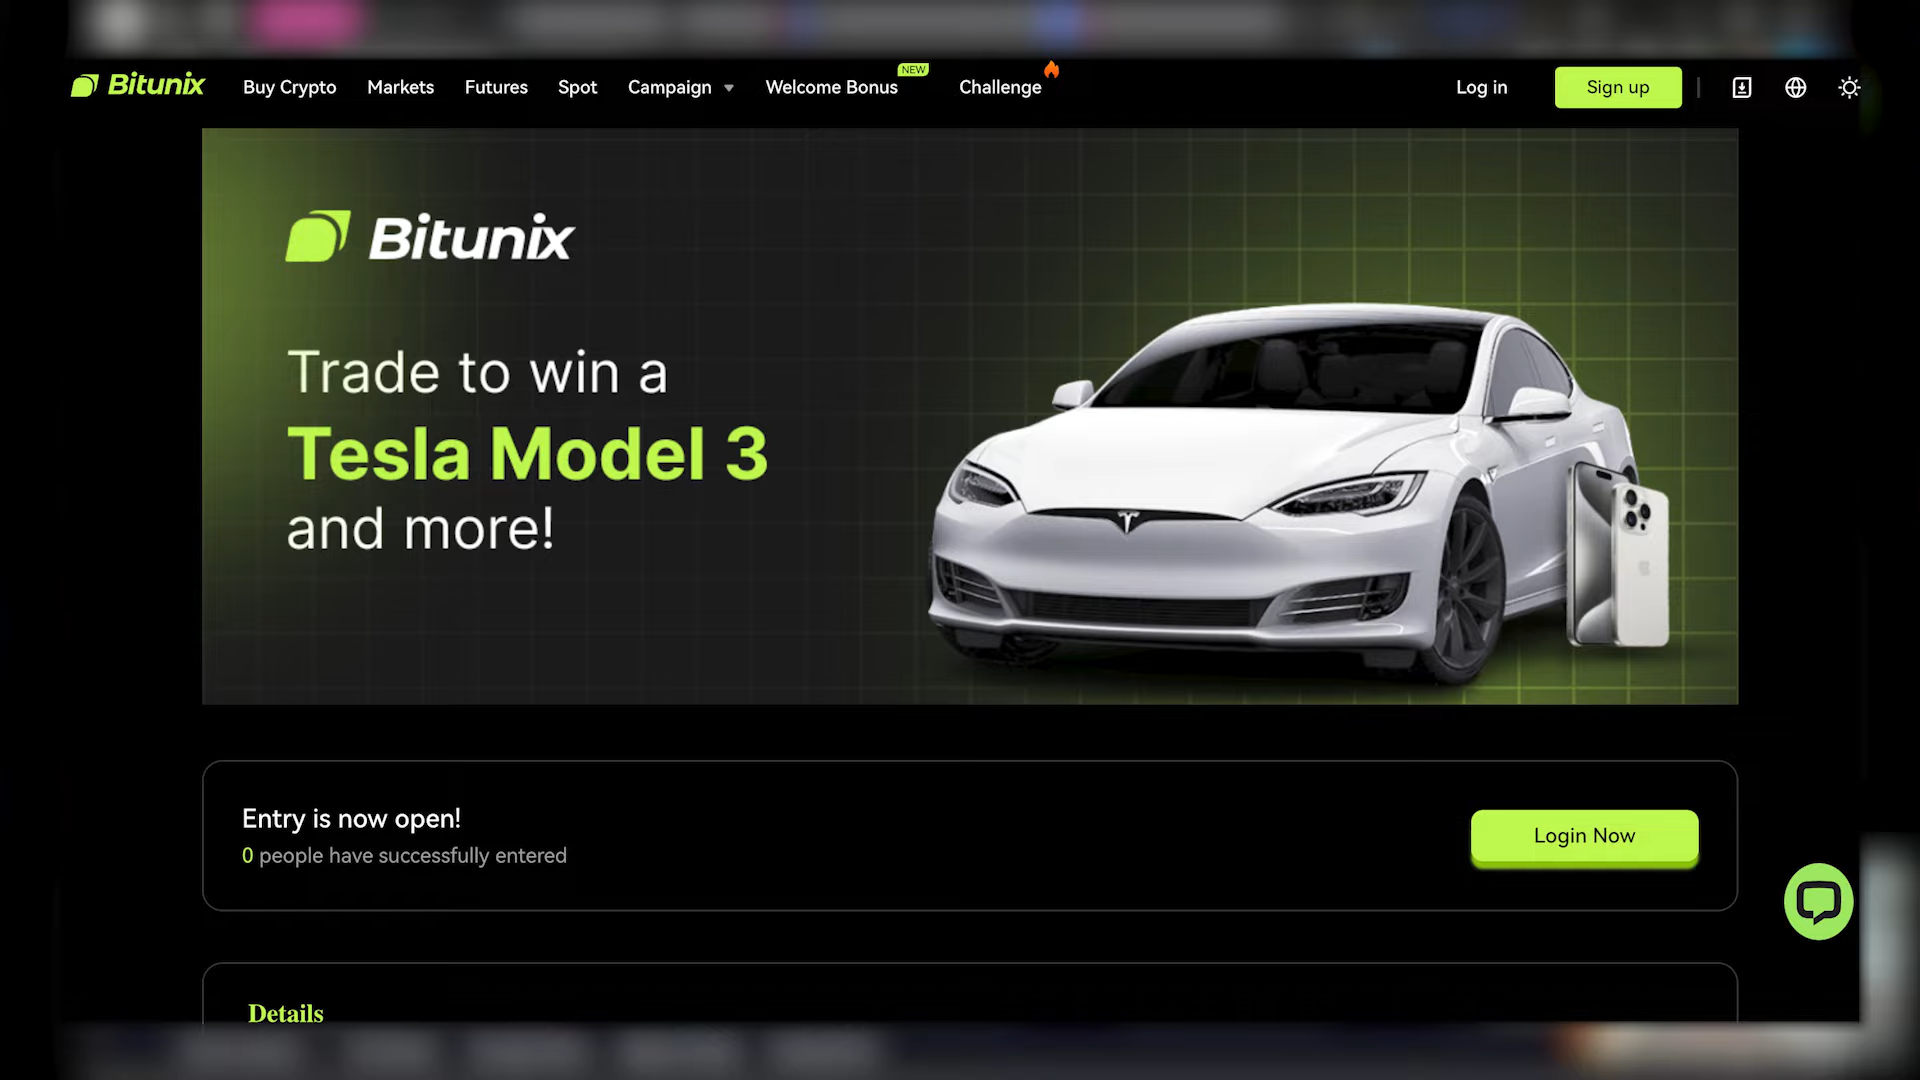 Bitunix Buy Crypto Markets Futures Spot Campaign Welcome Bonus NEW Challenge Log in Sign up
Bitunix
Trade to win a
Tesla Model 3
and more!
Entry is now open!
0 people have successfully entered
Login Now
Details